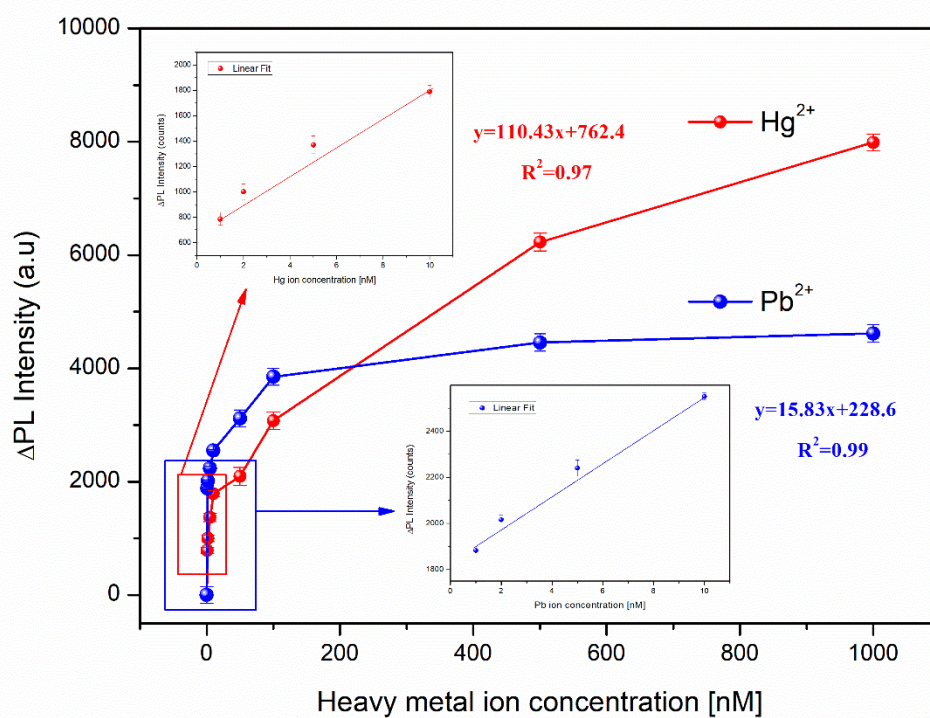 10000
8000
6000
4000
2000
0
ΔPL Intensity (a.u)
0
200
400
600
800
1000
Heavy metal ion concentration [nM]
Linear Fit
1800
1600
1400
1200
1000
800
600
ΔPL Intensity (counts)
2
4
6
8
10
Hg ion concentration [nM]
y=110.43x+762.4
R²=0.97
Hg²⁺
Pb²⁺
Linear Fit
2400
2200
2000
1800
ΔPL Intensity (counts)
0
2
4
6
8
10
Pb ion concentration [nM]
y=15.83x+228.6
R²=0.99